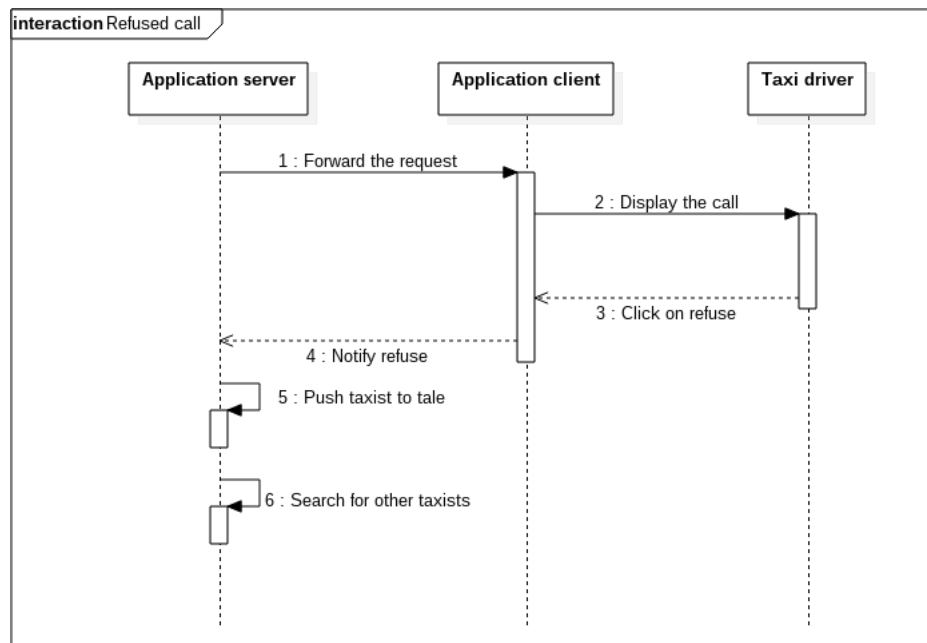 interaction Refused call
Application server
Application client
Taxi driver
1 : Forward the request
2 : Display the call
3 : Click on refuse
4 : Notify refuse
5 : Push taxist to tale
6 : Search for other taxists